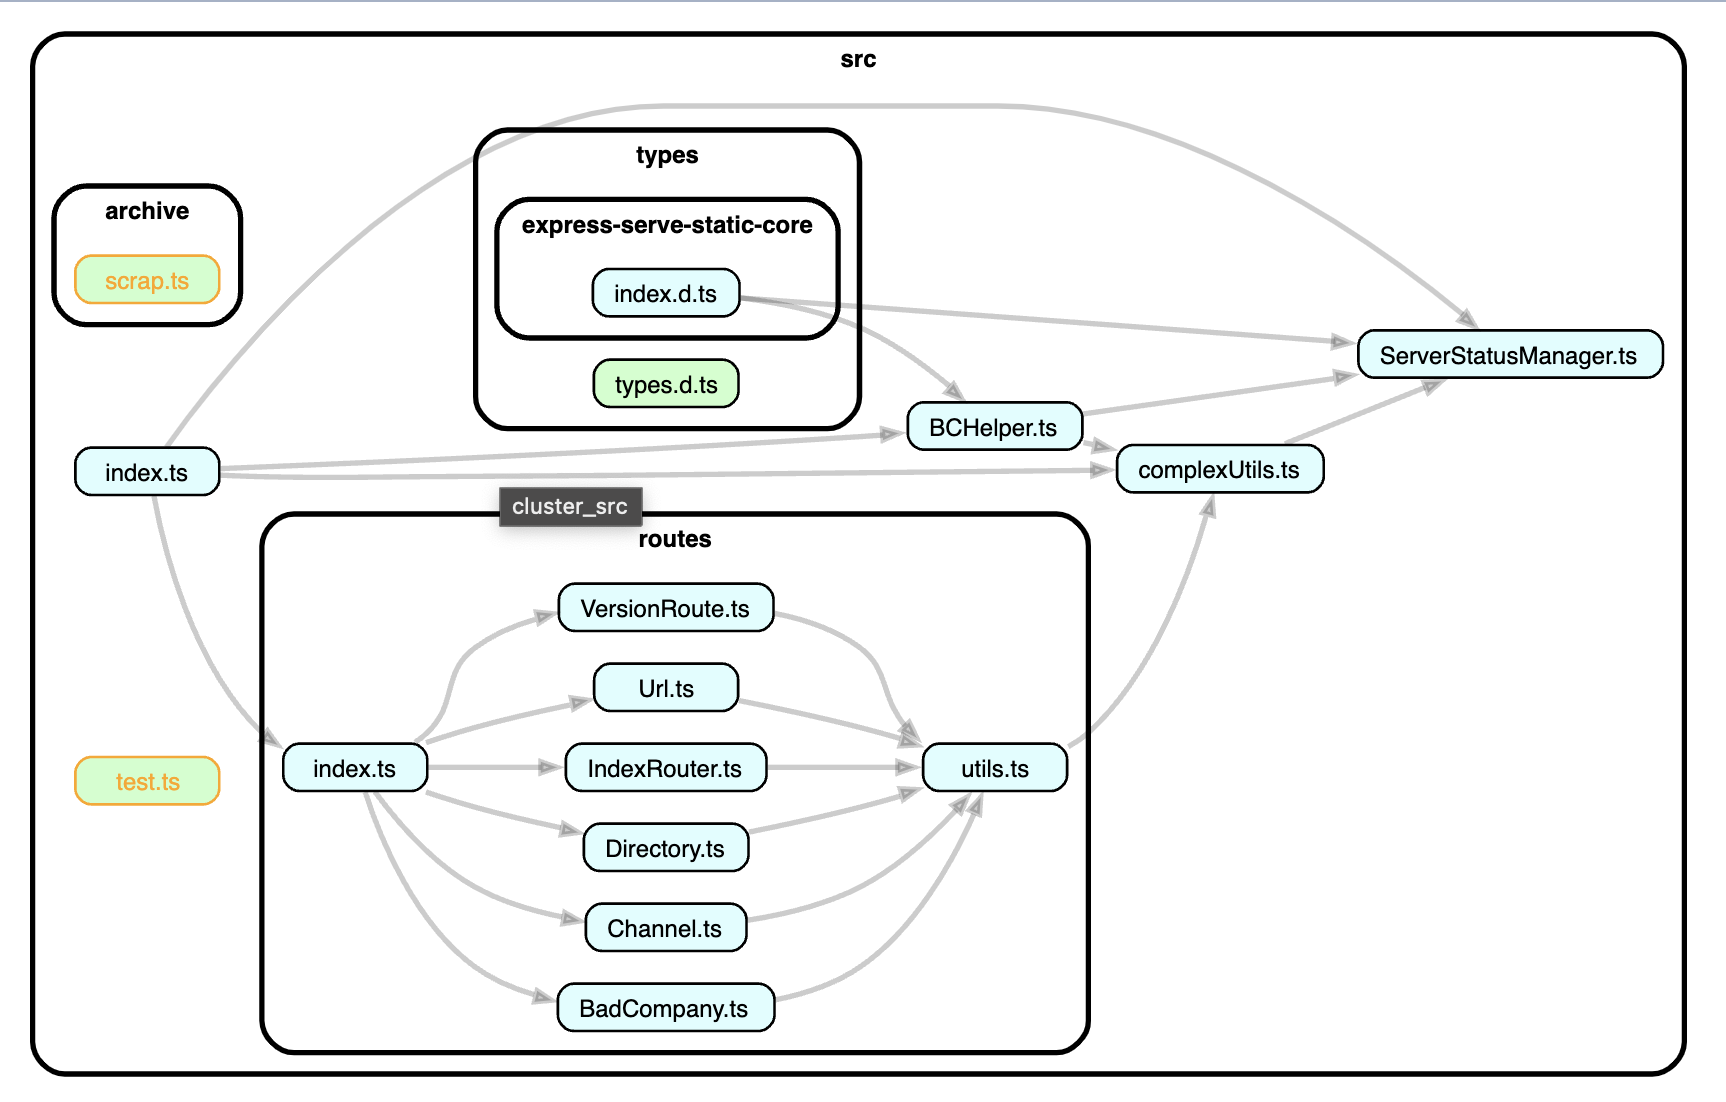 src
types
archive
express-serve-static-core
scrap.ts
index.d.ts
ServerStatusManager.ts
types.d.ts
BCHelper.ts
index.ts
complexUtils.ts
cluster_src
routes
VersionRoute.ts
Url.ts
test.ts
index.ts
IndexRouter.ts
utils.ts
Directory.ts
Channel.ts
BadCompany.ts